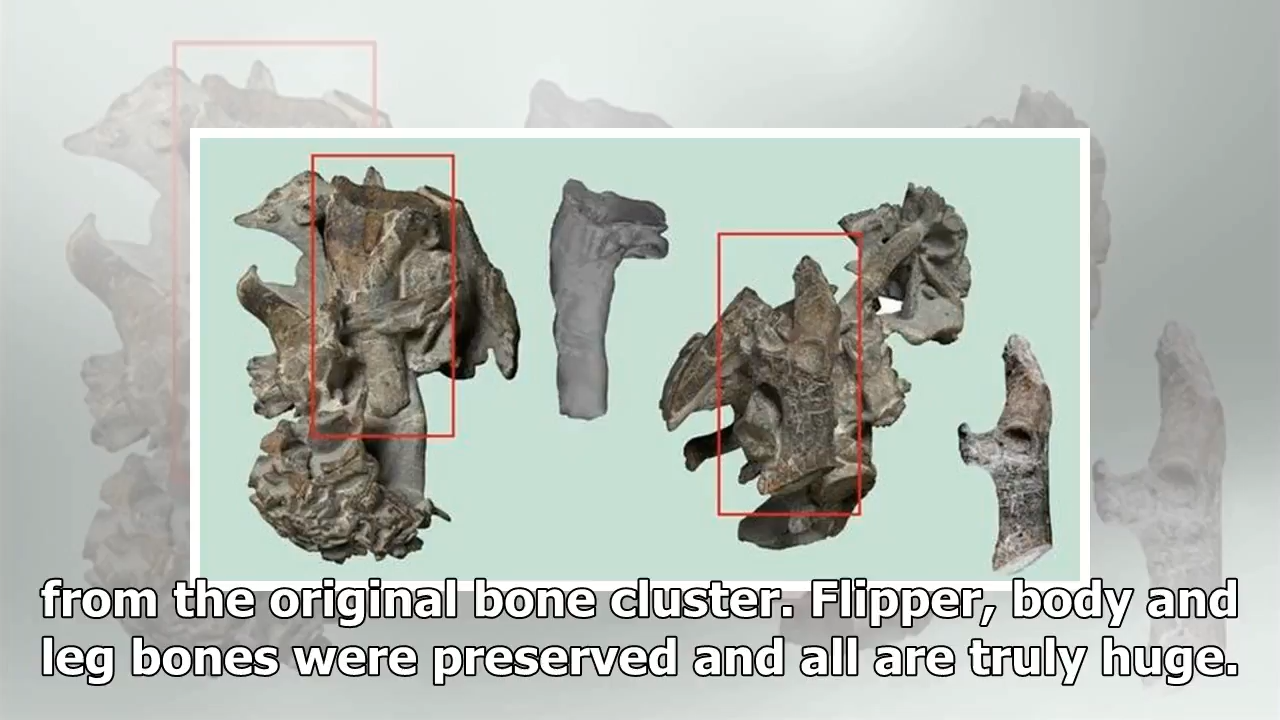 from the original bone cluster. Flipper, body and
leg bones were preserved and all are truly huge.